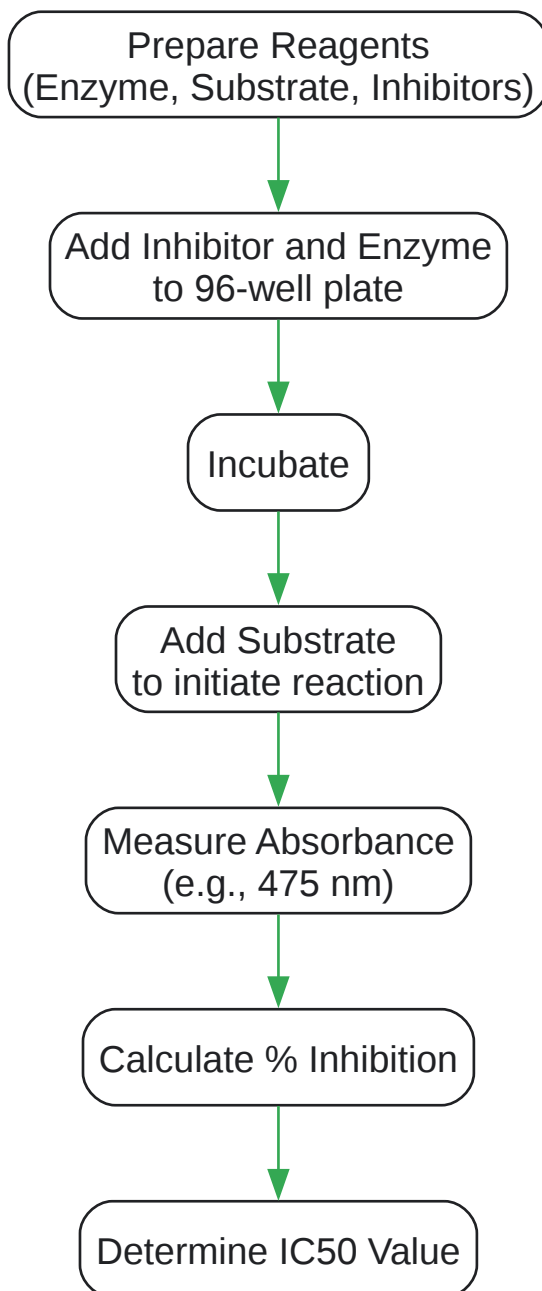 Prepare Reagents
(Enzyme, Substrate, Inhibitors)
Add Inhibitor and Enzyme
to 96-well plate
Incubate
Add Substrate
to initiate reaction
Measure Absorbance
(e.g., 475 nm)
Calculate % Inhibition
Determine IC50 Value